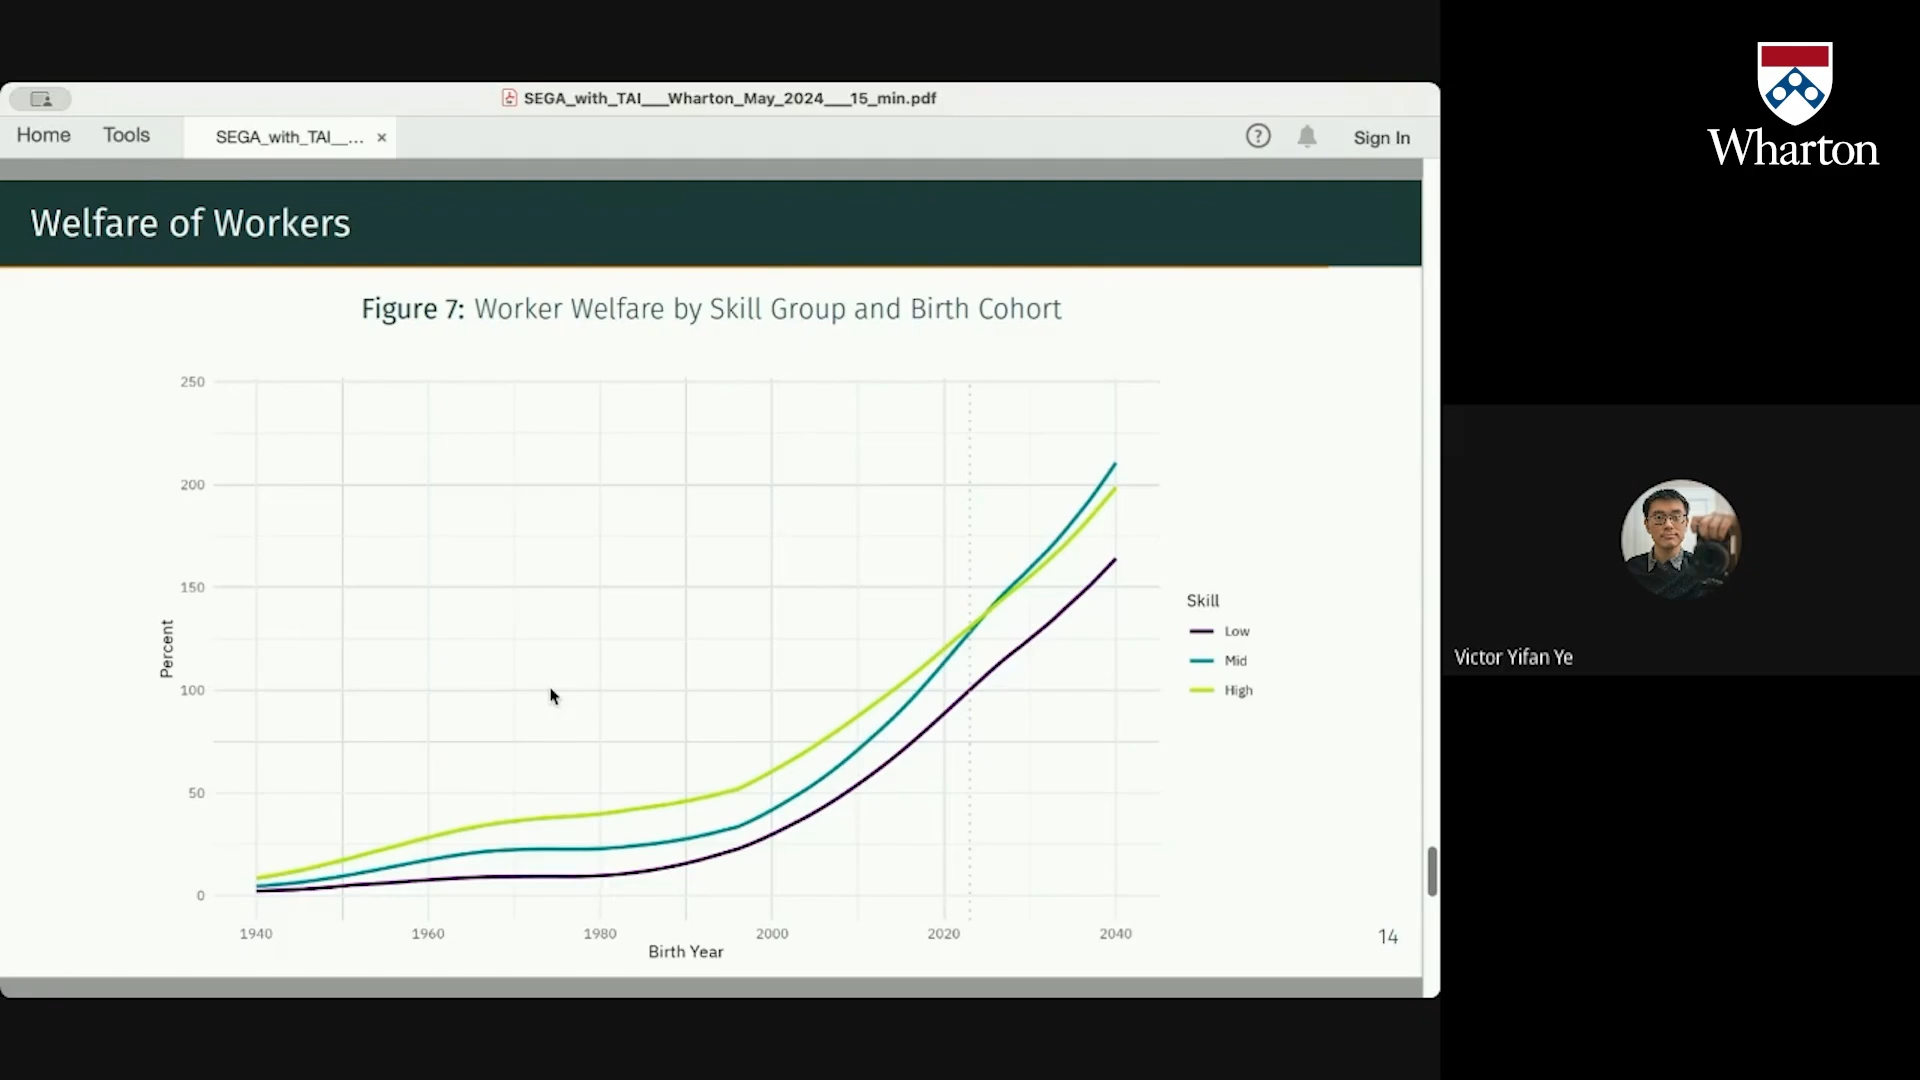 SEGA_with_TAI___Wharton_May_2024___15_min.pdf
Home Tools SEGA_with_TAI__... × ? Sign In
Wharton
Welfare of Workers
Figure 7: Worker Welfare by Skill Group and Birth Cohort
250
200
150
100
50
0
Percent
1940 1960 1980 2000 2020 2040
Birth Year
Skill
Low
Mid
High
14
Victor Yifan Ye